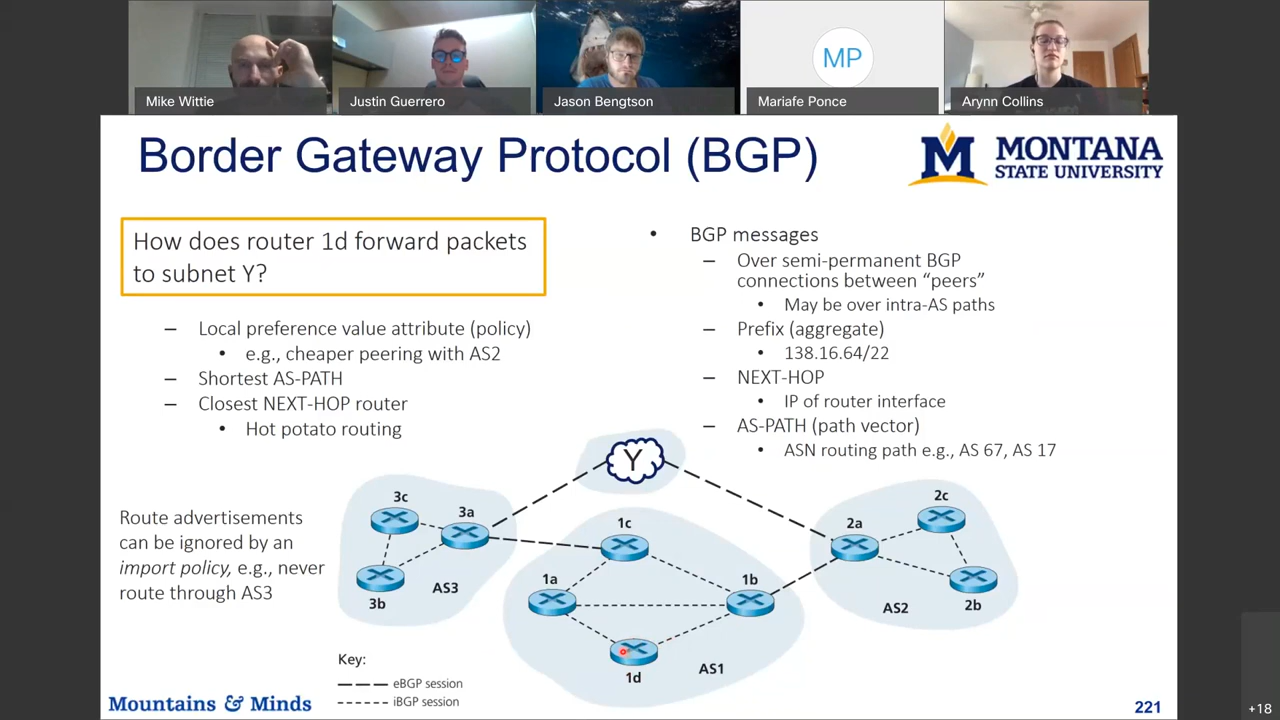 Mike Wittie
Justin Guerrero
Jason Bengtson
MP
Mariafe Ponce
Arynn Collins
Border Gateway Protocol (BGP)
M
MONTANA
STATE UNIVERSITY
How does router 1d forward packets
to subnet Y?
– Local preference value attribute (policy)
• e.g., cheaper peering with AS2
– Shortest AS-PATH
– Closest NEXT-HOP router
• Hot potato routing
• BGP messages
– Over semi-permanent BGP
connections between “peers”
• May be over intra-AS paths
– Prefix (aggregate)
• 138.16.64/22
– NEXT-HOP
• IP of router interface
– AS-PATH (path vector)
• ASN routing path e.g., AS 67, AS 17
Route advertisements
can be ignored by an
import policy, e.g., never
route through AS3
Y
3c
3a
3b
AS3
1c
1a
1b
1d
AS1
2a
2c
2b
AS2
Key:
eBGP session
iBGP session
Mountains & Minds
221
+18